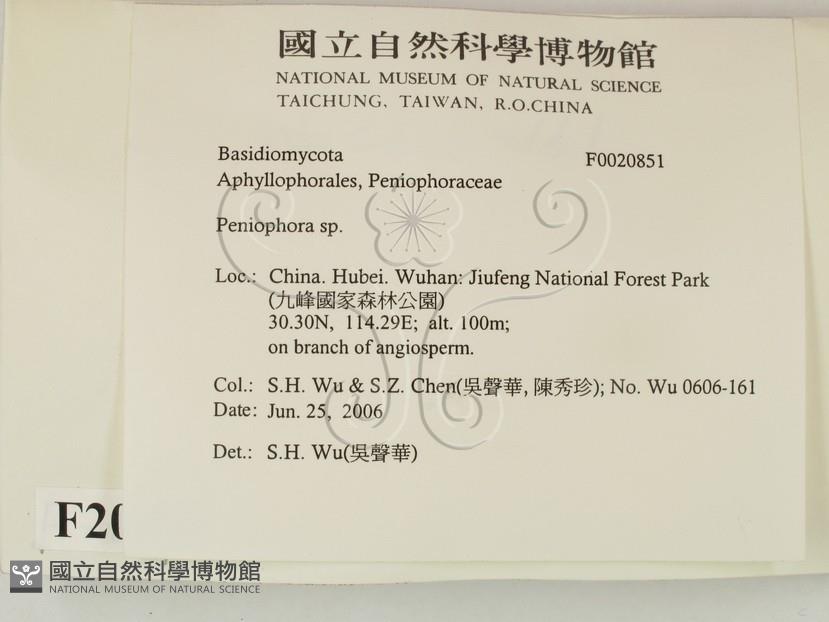 國立自然科學博物館
NATIONAL MUSEUM OF NATURAL SCIENCE
TAICHUNG, TAIWAN, R.O.CHINA
Basidiomycota F0020851
Aphyllophorales, Peniophoraceae
Peniophora sp.
Loc.: China. Hubei. Wuhan: Jiufeng National Forest Park
(九峰國家森林公園)
30.30N, 114.29E; alt. 100m;
on branch of angiosperm.
Col.: S.H. Wu & S.Z. Chen(吳聲華, 陳秀珍); No. Wu 0606-161
Date: Jun. 25, 2006
Det.: S.H. Wu(吳聲華)
F20
國立自然科學博物館
NATIONAL MUSEUM OF NATURAL SCIENCE